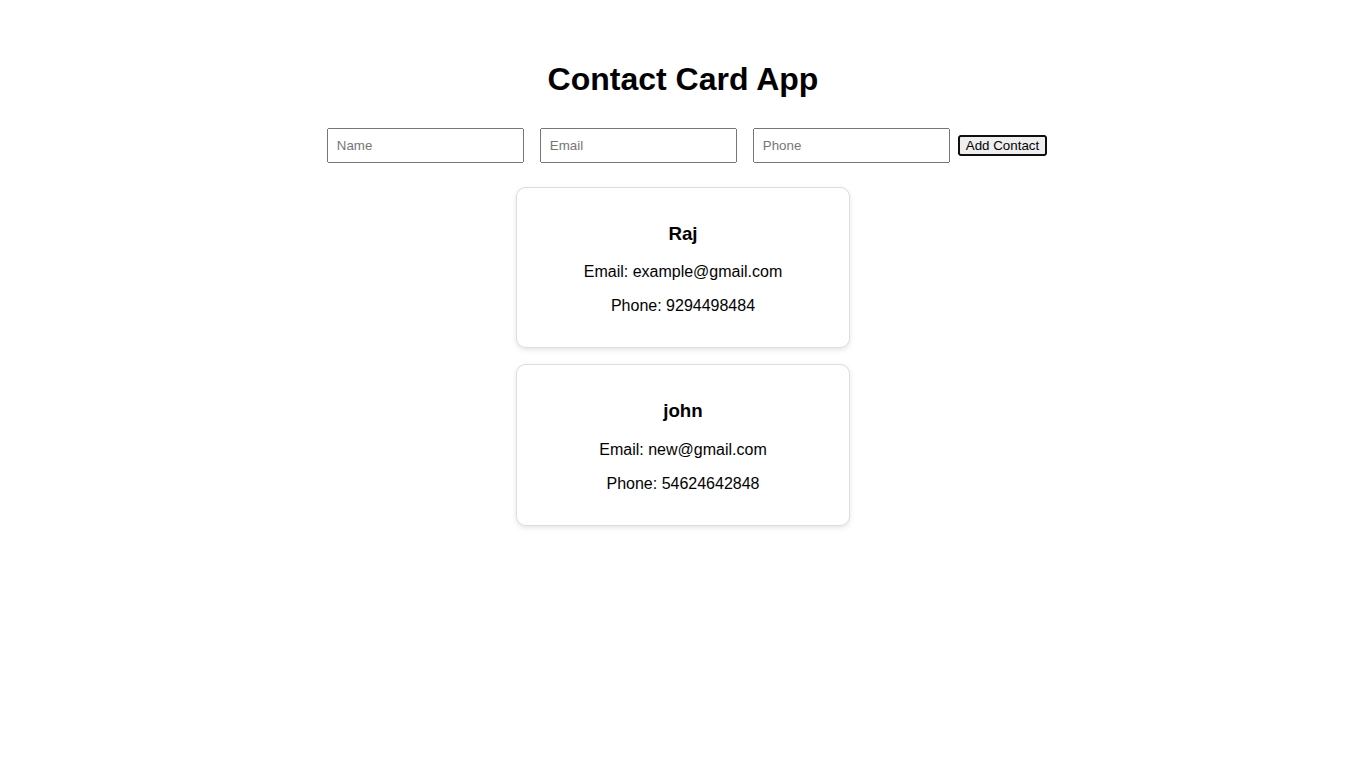 Contact Card App
Name Email Phone Add Contact
Raj
Email: example@gmail.com
Phone: 9294498484
john
Email: new@gmail.com
Phone: 54624642848